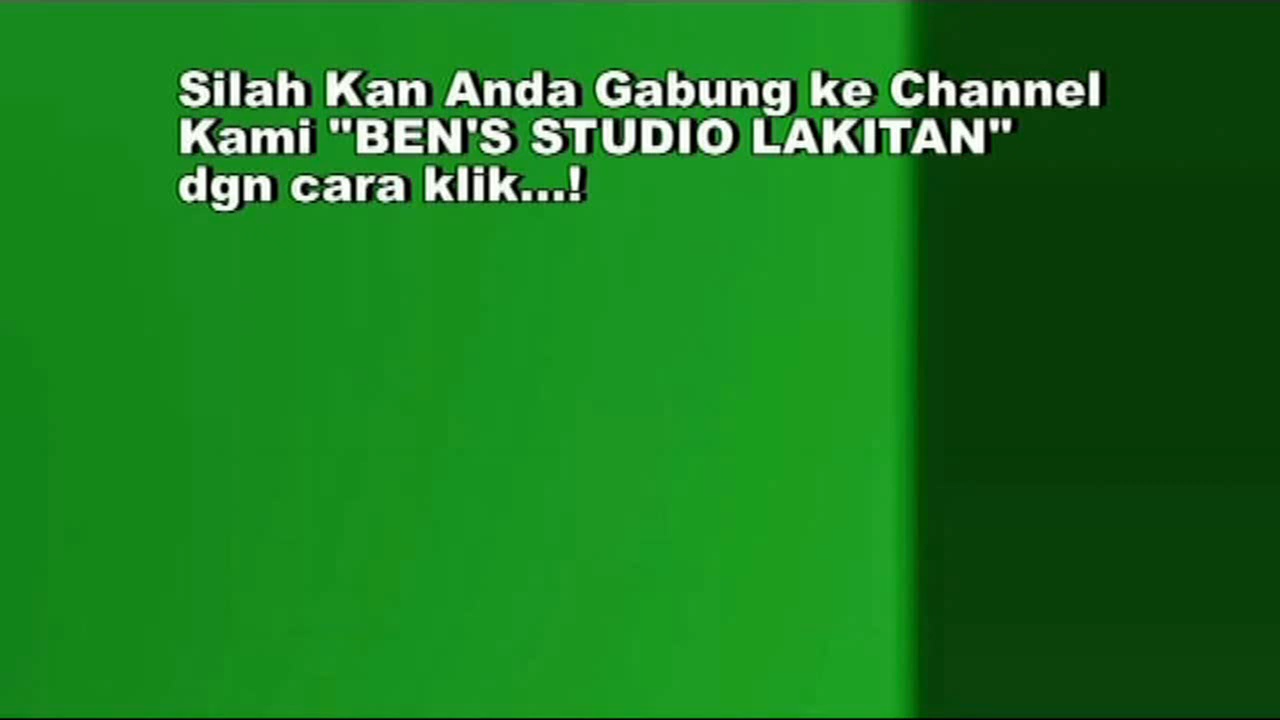 Silah Kan Anda Gabung ke Channel
Kami "BEN'S STUDIO LAKITAN"
dgn cara klik...!